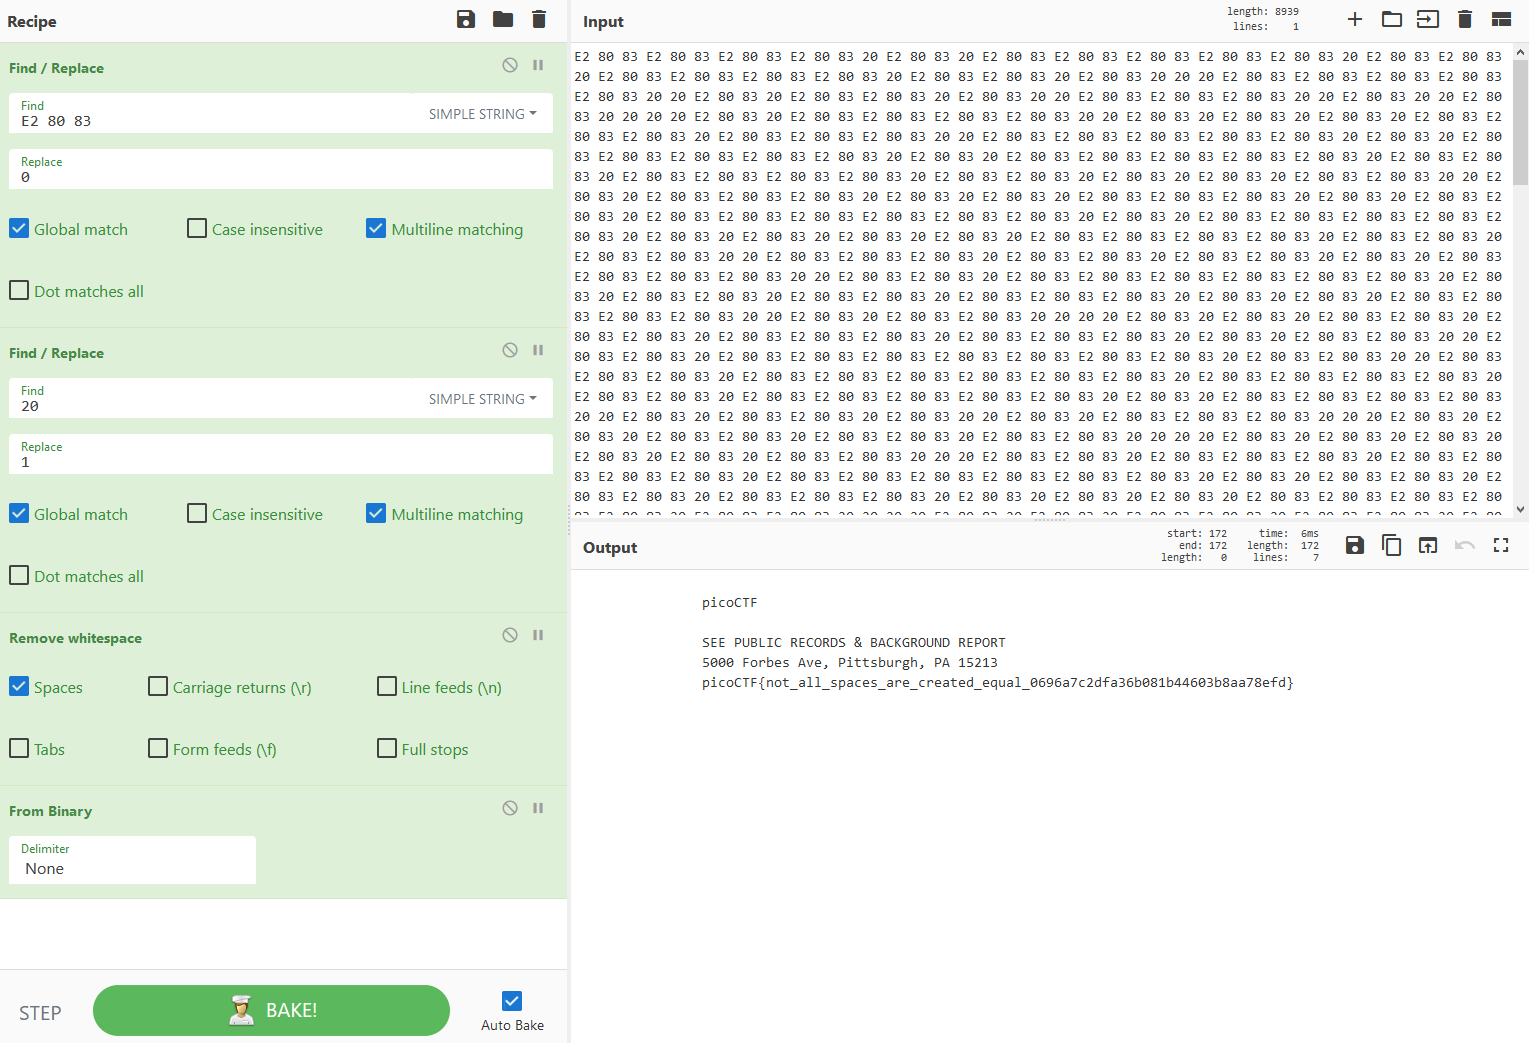 Recipe
Find / Replace
Find
E2 80 83
SIMPLE STRING
Replace
0
Global match
Case insensitive
Multiline matching
Dot matches all
Find / Replace
Find
20
SIMPLE STRING
Replace
1
Global match
Case insensitive
Multiline matching
Dot matches all
Remove whitespace
Spaces
Carriage returns (\r)
Line feeds (\n)
Tabs
Form feeds (\f)
Full stops
From Binary
Delimiter
None
STEP
BAKE!
Auto Bake
Input
length: 8939
lines: 1
E2 80 83 E2 80 83 E2 80 83 E2 80 83 20 E2 80 83 20 E2 80 83 E2 80 83 E2 80 83 E2 80 83 E2 80 83 20 E2 80 83 E2 80 83
20 E2 80 83 E2 80 83 E2 80 83 E2 80 83 20 E2 80 83 E2 80 83 20 E2 80 83 20 20 20 E2 80 83 E2 80 83 E2 80 83 E2 80 83
E2 80 83 20 20 E2 80 83 20 E2 80 83 E2 80 83 20 E2 80 83 20 20 E2 80 83 E2 80 83 E2 80 83 20 20 E2 80 83 20 20 E2 80
83 20 20 20 20 E2 80 83 20 E2 80 83 E2 80 83 E2 80 83 E2 80 83 20 20 E2 80 83 20 E2 80 83 20 E2 80 83 20 E2 80 83 E2
80 83 E2 80 83 20 E2 80 83 E2 80 83 E2 80 83 20 20 E2 80 83 E2 80 83 E2 80 83 E2 80 83 E2 80 83 20 E2 80 83 20 E2 80
83 E2 80 83 E2 80 83 E2 80 83 E2 80 83 20 E2 80 83 20 E2 80 83 E2 80 83 E2 80 83 E2 80 83 E2 80 83 20 E2 80 83 E2 80
83 20 E2 80 83 E2 80 83 E2 80 83 E2 80 83 20 E2 80 83 E2 80 83 20 E2 80 83 20 E2 80 83 20 E2 80 83 E2 80 83 20 20 E2
80 83 20 E2 80 83 E2 80 83 E2 80 83 20 E2 80 83 20 E2 80 83 20 E2 80 83 E2 80 83 E2 80 83 20 E2 80 83 20 E2 80 83 E2
80 83 20 E2 80 83 E2 80 83 E2 80 83 E2 80 83 E2 80 83 E2 80 83 20 E2 80 83 20 E2 80 83 E2 80 83 E2 80 83 E2 80 83 E2
80 83 20 E2 80 83 20 E2 80 83 20 E2 80 83 20 E2 80 83 20 E2 80 83 E2 80 83 E2 80 83 E2 80 83 20 E2 80 83 E2 80 83 20
E2 80 83 E2 80 83 20 20 E2 80 83 E2 80 83 E2 80 83 20 E2 80 83 E2 80 83 20 E2 80 83 E2 80 83 20 E2 80 83 20 E2 80 83
E2 80 83 E2 80 83 E2 80 83 20 20 E2 80 83 E2 80 83 20 E2 80 83 E2 80 83 E2 80 83 E2 80 83 E2 80 83 E2 80 83 20 E2 80
83 20 E2 80 83 E2 80 83 20 E2 80 83 E2 80 83 20 E2 80 83 E2 80 83 E2 80 83 20 E2 80 83 20 E2 80 83 20 E2 80 83 E2 80
83 E2 80 83 E2 80 83 20 20 E2 80 83 20 E2 80 83 E2 80 83 20 20 20 20 E2 80 83 20 E2 80 83 20 E2 80 83 E2 80 83 20 E2
80 83 E2 80 83 20 E2 80 83 E2 80 83 E2 80 83 20 E2 80 83 E2 80 83 E2 80 83 20 E2 80 83 20 E2 80 83 E2 80 83 20 20 E2
80 83 E2 80 83 20 E2 80 83 E2 80 83 E2 80 83 E2 80 83 E2 80 83 E2 80 83 E2 80 83 20 E2 80 83 E2 80 83 20 20 E2 80 83
E2 80 83 E2 80 83 20 E2 80 83 E2 80 83 E2 80 83 E2 80 83 E2 80 83 E2 80 83 20 E2 80 83 E2 80 83 E2 80 83 E2 80 83 20
E2 80 83 E2 80 83 20 E2 80 83 E2 80 83 E2 80 83 E2 80 83 E2 80 83 20 E2 80 83 20 E2 80 83 E2 80 83 E2 80 83 E2 80 83
20 20 E2 80 83 20 E2 80 83 E2 80 83 20 E2 80 83 20 20 E2 80 83 20 E2 80 83 E2 80 83 E2 80 83 20 20 20 E2 80 83 20 E2
80 83 20 E2 80 83 E2 80 83 20 E2 80 83 E2 80 83 20 E2 80 83 E2 80 83 20 20 20 20 E2 80 83 20 E2 80 83 20 E2 80 83 20
E2 80 83 20 E2 80 83 20 E2 80 83 E2 80 83 20 20 20 E2 80 83 E2 80 83 20 E2 80 83 E2 80 83 E2 80 83 20 E2 80 83 E2 80
83 E2 80 83 E2 80 83 20 E2 80 83 E2 80 83 E2 80 83 E2 80 83 E2 80 83 E2 80 83 20 E2 80 83 20 E2 80 83 E2 80 83 20 E2
80 83 E2 80 83 20 E2 80 83 E2 80 83 E2 80 83 20 E2 80 83 20 E2 80 83 20 E2 80 83 20 E2 80 83 E2 80 83 E2 80 83 E2 80
Output
start: 172
end: 172
length: 0
time: 6ms
length: 172
lines: 7
picoCTF
SEE PUBLIC RECORDS & BACKGROUND REPORT
5000 Forbes Ave, Pittsburgh, PA 15213
picoCTF{not_all_spaces_are_created_equal_0696a7c2dfa36b081b44603b8aa78efd}